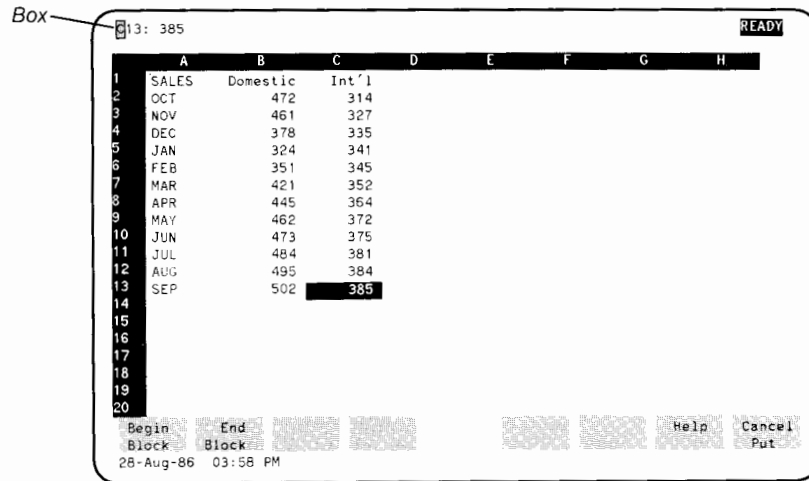 Box
C13: 385 READY
A B C D E F G H
1 SALES Domestic Int'l
2 OCT 472 314
3 NOV 461 327
4 DEC 378 335
5 JAN 324 341
6 FEB 351 345
7 MAR 421 352
8 APR 445 364
9 MAY 462 372
10 JUN 473 375
11 JUL 484 381
12 AUG 495 384
13 SEP 502 385
14
15
16
17
18
19
20
Begin End Help Cancel
Block Block Put
28-Aug-86 03:58 PM